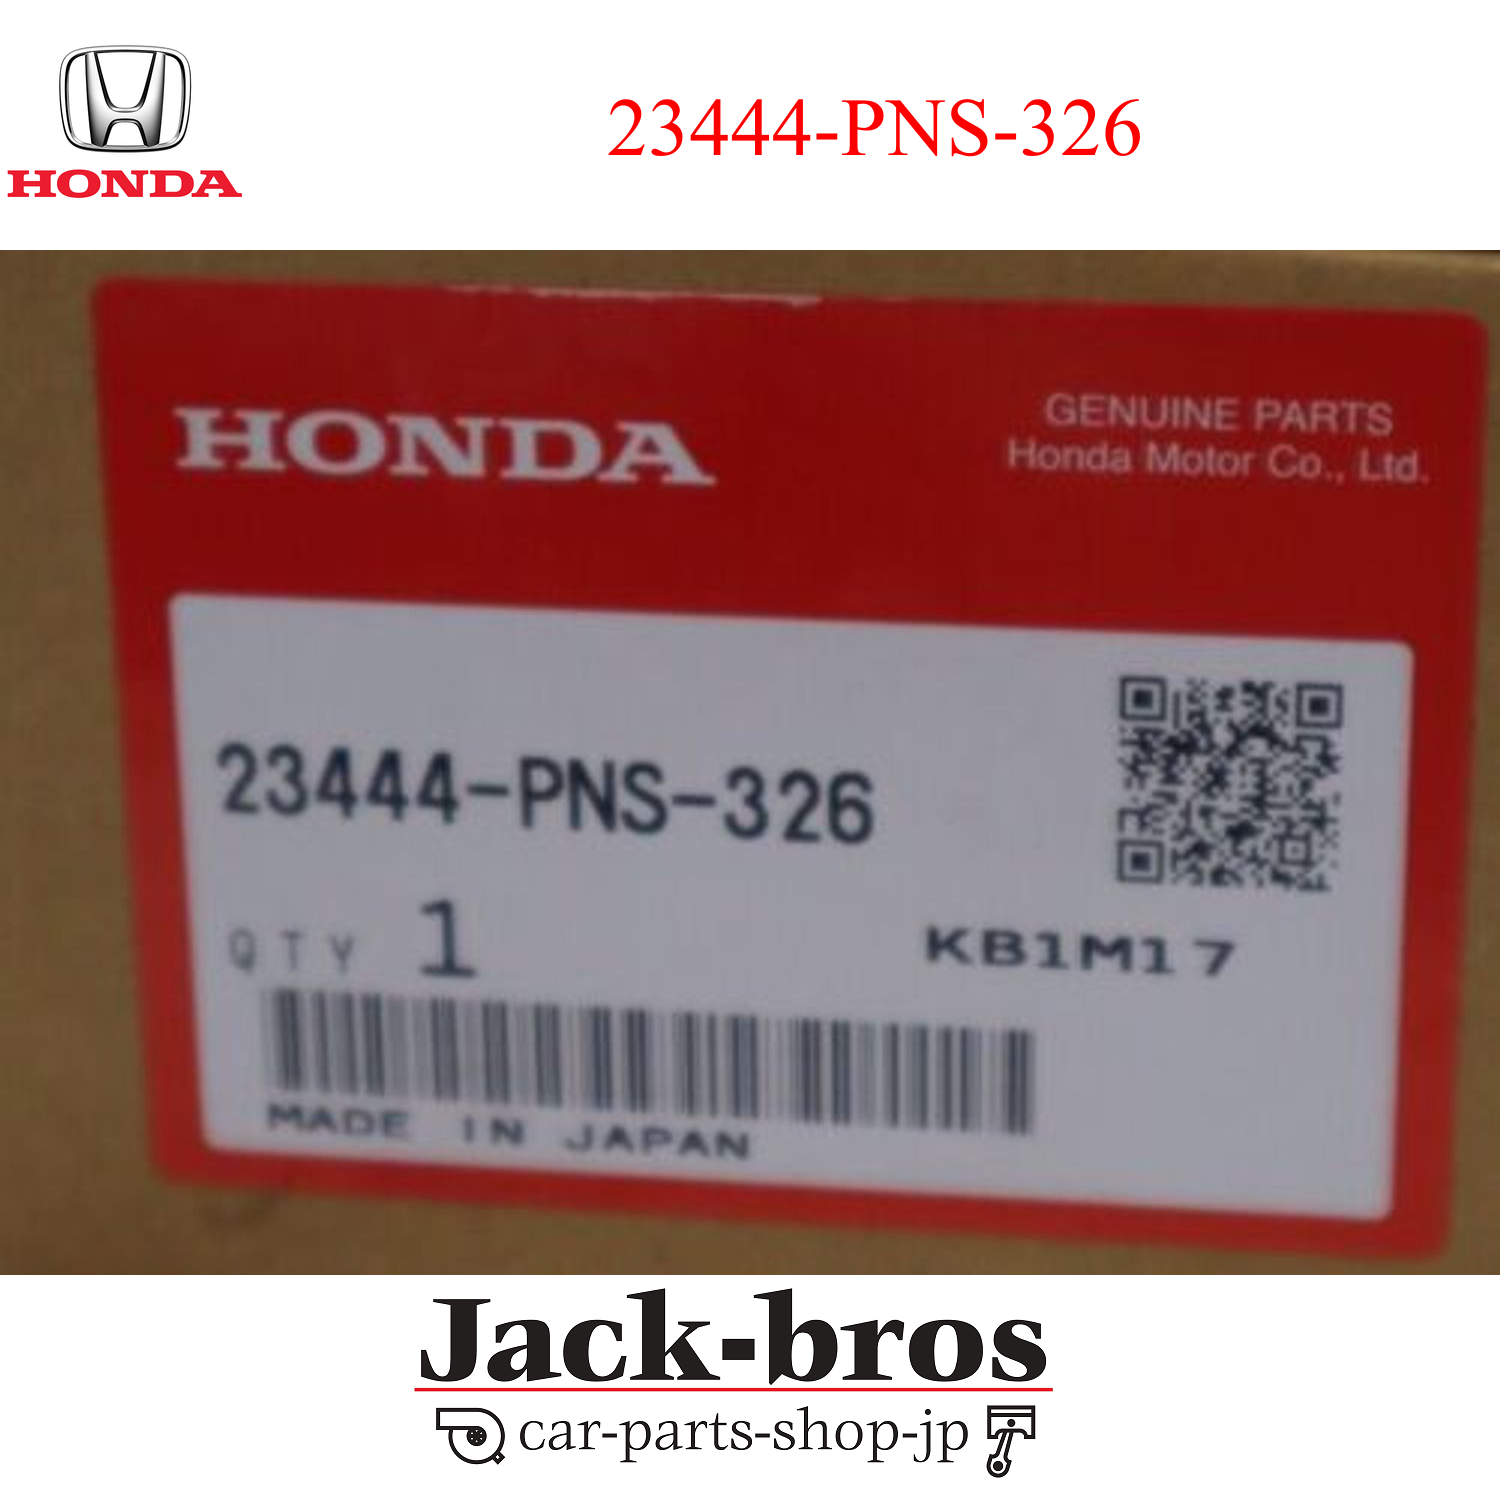 HONDA
23444-PNS-326
HONDA
GENUINE PARTS
Honda Motor Co., Ltd.
23444-PNS-326
QTY 1
KB1M17
MADE IN JAPAN
Jack-bros
car-parts-shop-jp